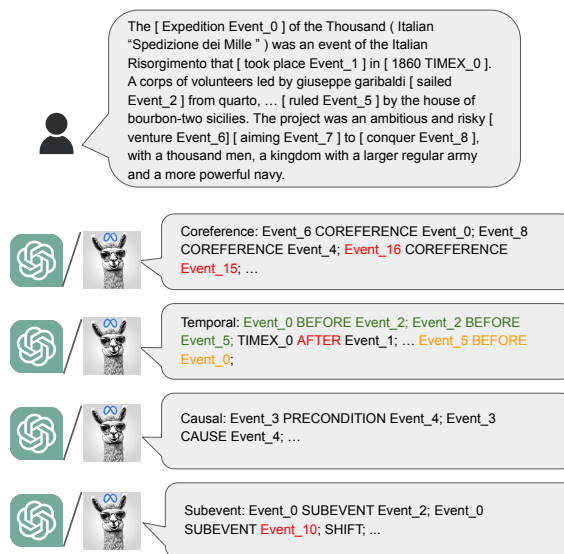 The [ Expedition Event_0 ] of the Thousand ( Italian
“Spedizione dei Mille ” ) was an event of the Italian
Risorgimento that [ took place Event_1 ] in [ 1860 TIMEX_0 ].
A corps of volunteers led by giuseppe garibaldi [ sailed
Event_2 ] from quarto, … [ ruled Event_5 ] by the house of
bourbon-two sicilies. The project was an ambitious and risky [
venture Event_6] [ aiming Event_7 ] to [ conquer Event_8 ],
with a thousand men, a kingdom with a larger regular army
and a more powerful navy.
Coreference: Event_6 COREFERENCE Event_0; Event_8
COREFERENCE Event_4; Event_16 COREFERENCE
Event_15; …
Temporal: Event_0 BEFORE Event_2; Event_2 BEFORE
Event_5; TIMEX_0 AFTER Event_1; … Event_5 BEFORE
Event_0;
Causal: Event_3 PRECONDITION Event_4; Event_3
CAUSE Event_4; …
Subevent: Event_0 SUBEVENT Event_2; Event_0
SUBEVENT Event_10; SHIFT; ...